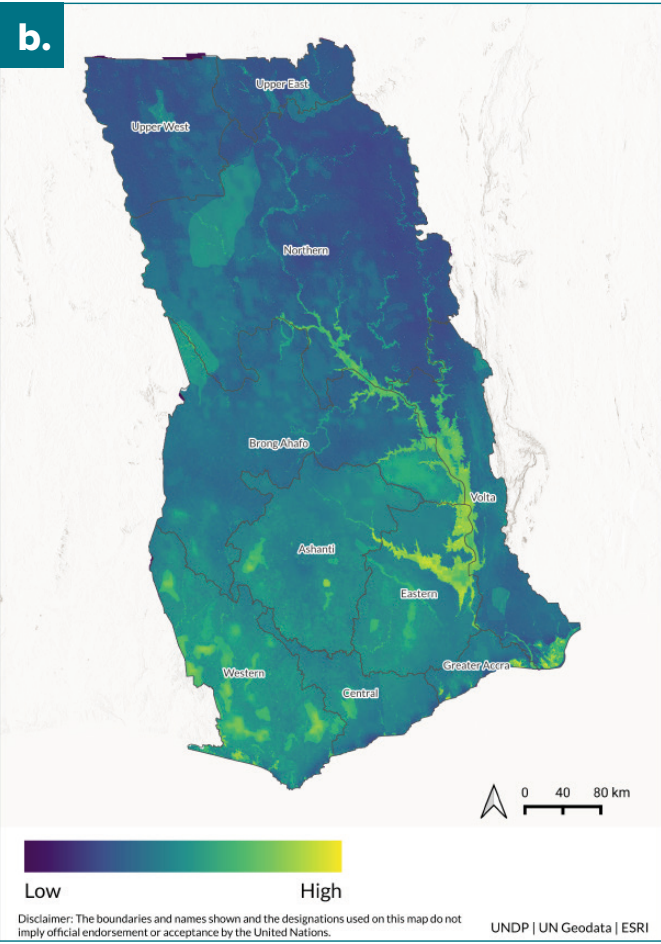 b.
Upper East
Upper West
Northern
Brong Ahafo
Volta
Ashanti
Eastern
Greater Accra
Western
Central
0 40 80 km
Low High
Disclaimer: The boundaries and names shown and the designations used on this map do not
imply official endorsement or acceptance by the United Nations.
UNDP | UN Geodata | ESRI